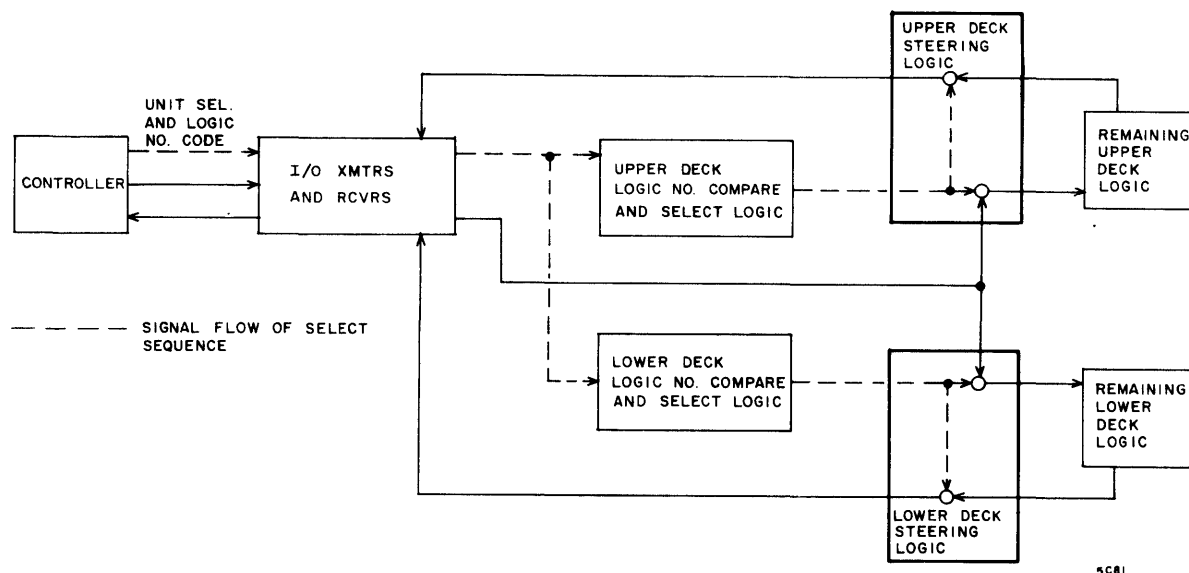 UPPER DECK
STEERING
LOGIC
UNIT SEL.
AND LOGIC
NO. CODE
CONTROLLER
I/O XMTRS
AND RCVRS
UPPER DECK
LOGIC NO. COMPARE
AND SELECT LOGIC
REMAINING
UPPER
DECK
LOGIC
SIGNAL FLOW OF SELECT
SEQUENCE
LOWER DECK
LOGIC NO. COMPARE
AND SELECT LOGIC
REMAINING
LOWER
DECK
LOGIC
LOWER DECK
STEERING
LOGIC
5C81